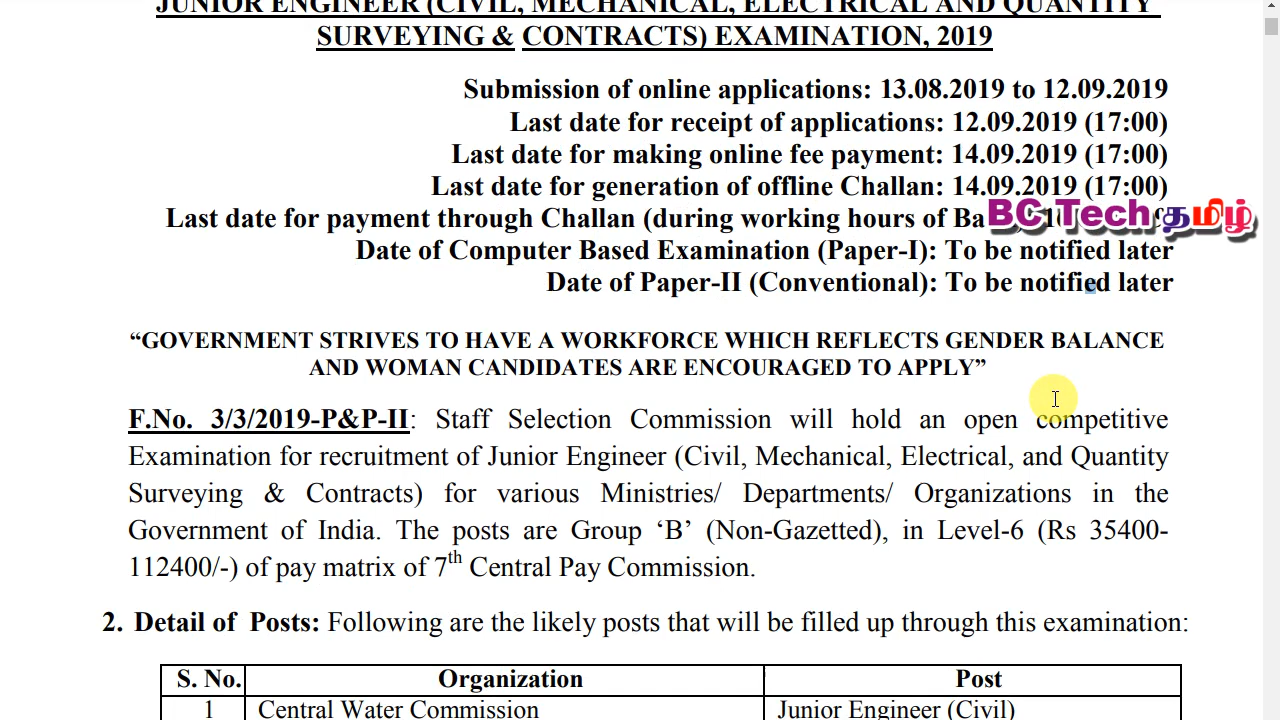 JUNIOR ENGINEER (CIVIL, MECHANICAL, ELECTRICAL AND QUANTITY
SURVEYING & CONTRACTS) EXAMINATION, 2019
Submission of online applications: 13.08.2019 to 12.09.2019
Last date for receipt of applications: 12.09.2019 (17:00)
Last date for making online fee payment: 14.09.2019 (17:00)
Last date for generation of offline Challan: 14.09.2019 (17:00)
Last date for payment through Challan (during working hours of
BC Tech தமிழ்
Date of Computer Based Examination (Paper-I): To be notified later
Date of Paper-II (Conventional): To be notified later
“GOVERNMENT STRIVES TO HAVE A WORKFORCE WHICH REFLECTS GENDER BALANCE
AND WOMAN CANDIDATES ARE ENCOURAGED TO APPLY”
F.No. 3/3/2019-P&P-II: Staff Selection Commission will hold an open competitive
Examination for recruitment of Junior Engineer (Civil, Mechanical, Electrical, and Quantity
Surveying & Contracts) for various Ministries/ Departments/ Organizations in the
Government of India. The posts are Group ‘B’ (Non-Gazetted), in Level-6 (Rs 35400-
112400/-) of pay matrix of 7th Central Pay Commission.
2. Detail of Posts: Following are the likely posts that will be filled up through this examination:
S. No. Organization Post
1 Central Water Commission Junior Engineer (Civil)